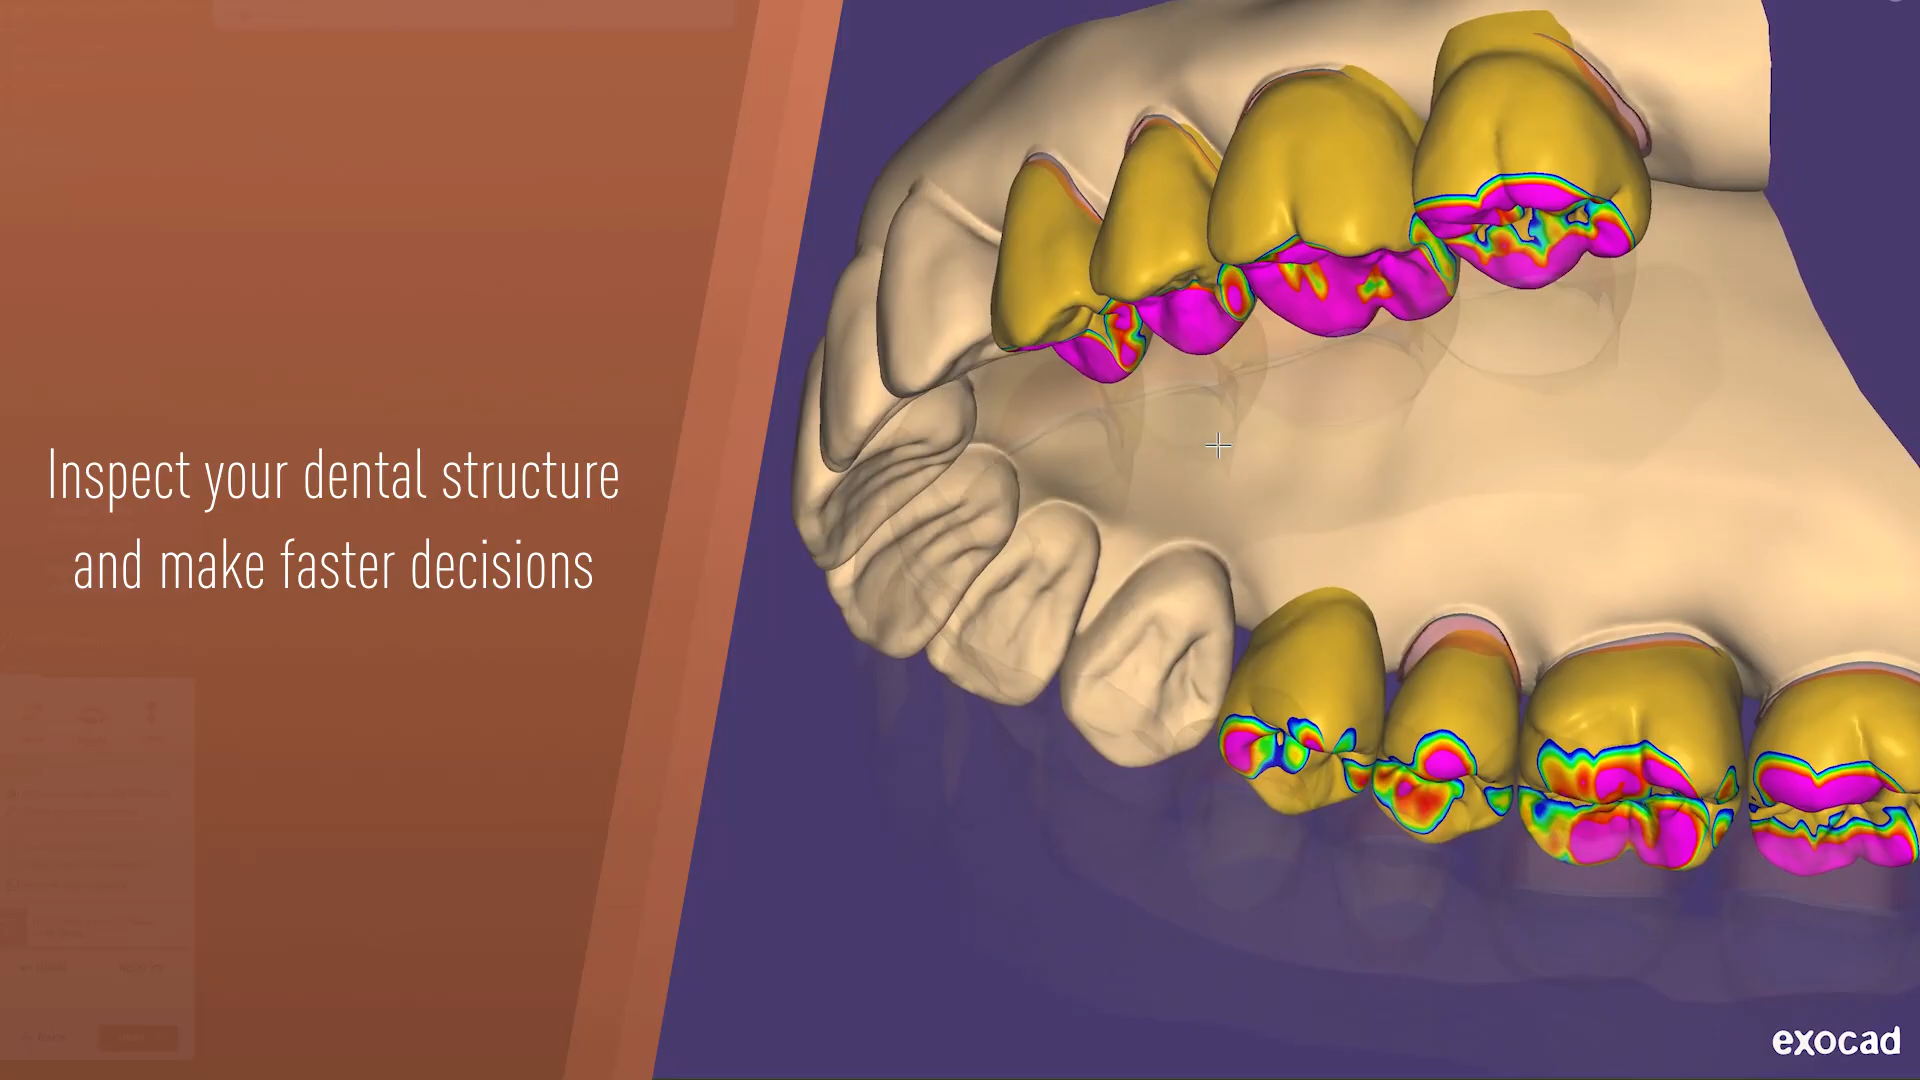 Inspect your dental structure
and make faster decisions
exocad